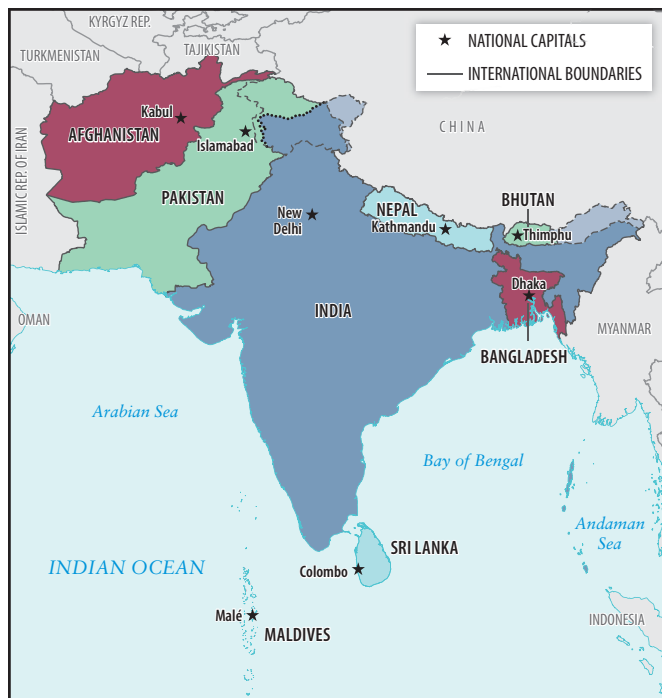 KYRGYZ REP.
TURKMENISTAN
TAJIKISTAN
NATIONAL CAPITALS
INTERNATIONAL BOUNDARIES
Kabul
AFGHANISTAN
Islamabad
CHINA
ISLAMIC REP. OF IRAN
PAKISTAN
New
Delhi
NEPAL
Kathmandu
BHUTAN
Thimphu
Dhaka
INDIA
OMAN
MYANMAR
BANGLADESH
Arabian Sea
Bay of Bengal
Andaman
Sea
SRI LANKA
Colombo
INDIAN OCEAN
Malé
MALDIVES
INDONESIA